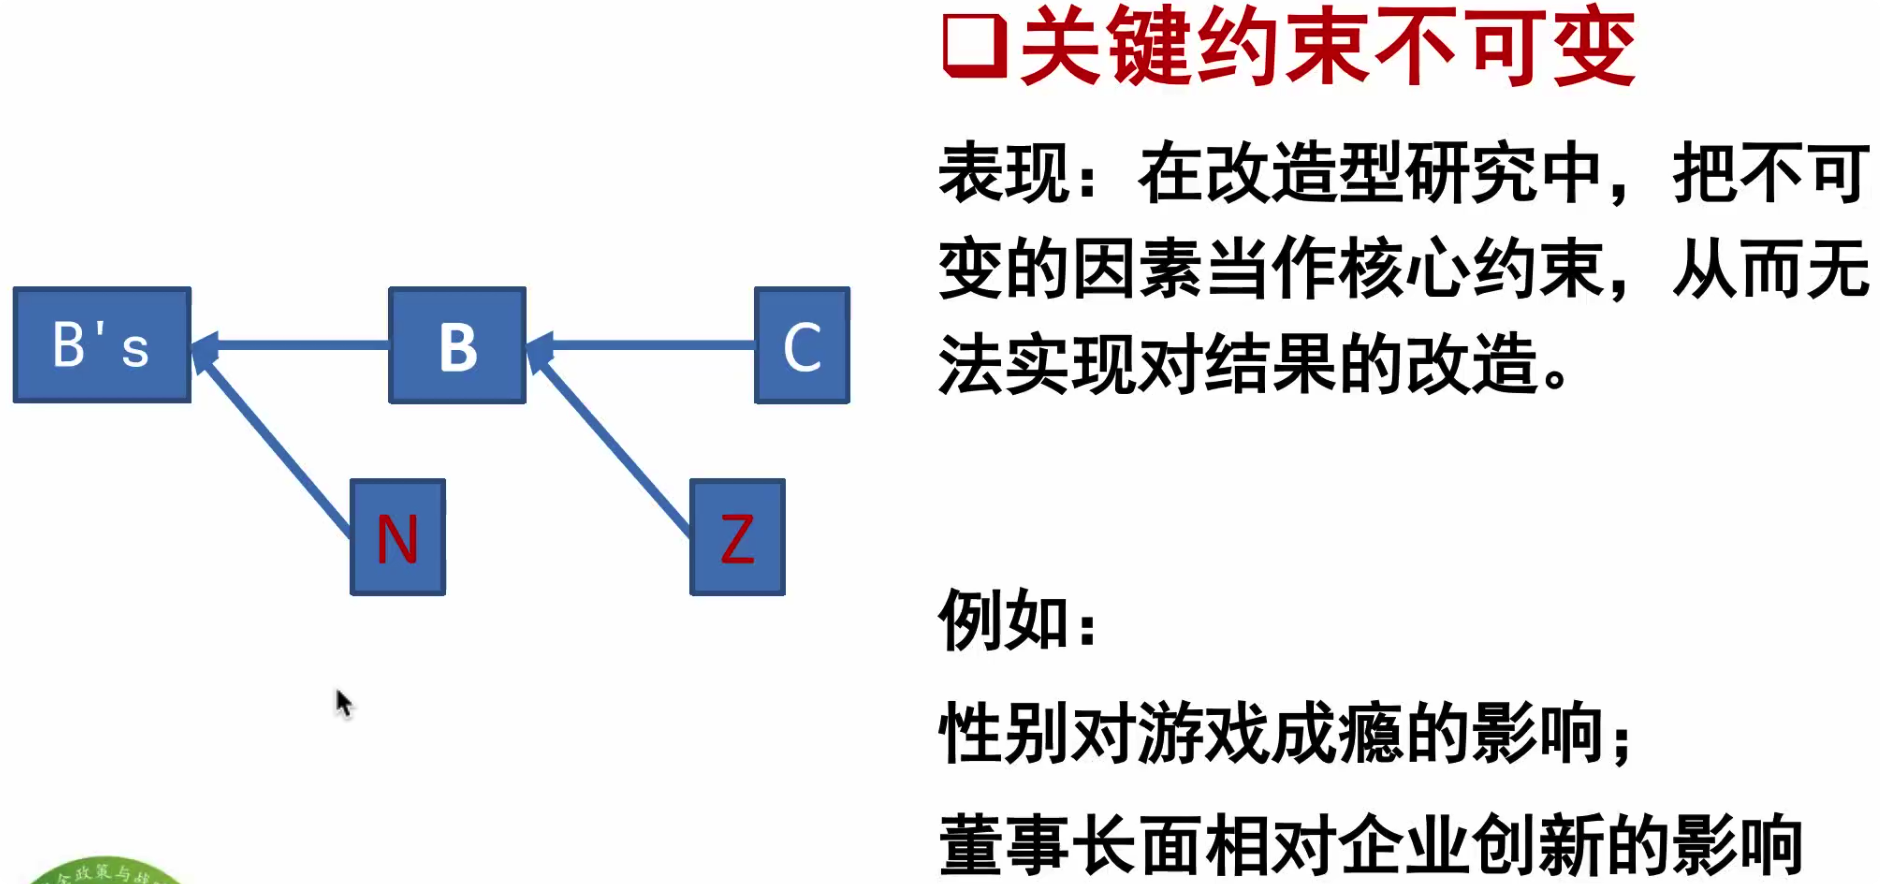 关键约束不可变
表现：在改造型研究中，把不可
变的因素当作核心约束，从而无
法实现对结果的改造。
B's
B
C
N
Z
例如：
性别对游戏成瘾的影响；
董事长面相对企业创新的影响
政策与战